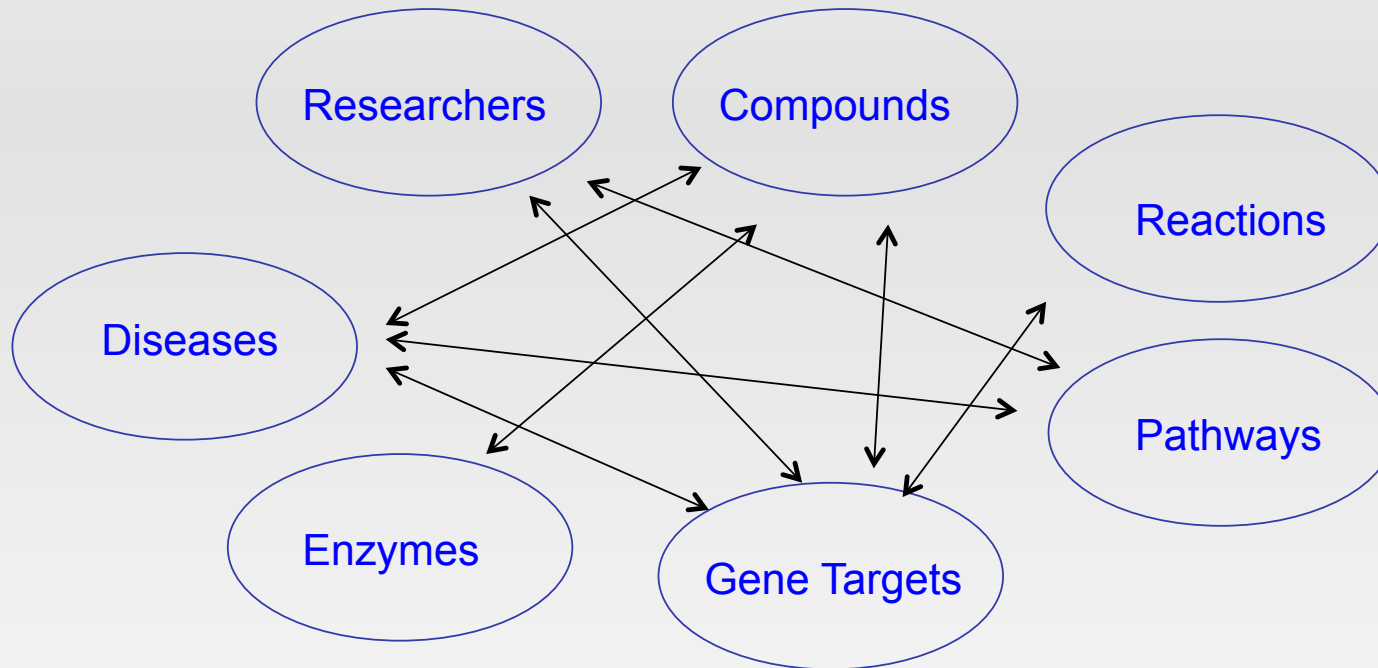 Researchers
Compounds
Reactions
Diseases
Pathways
Enzymes
Gene Targets